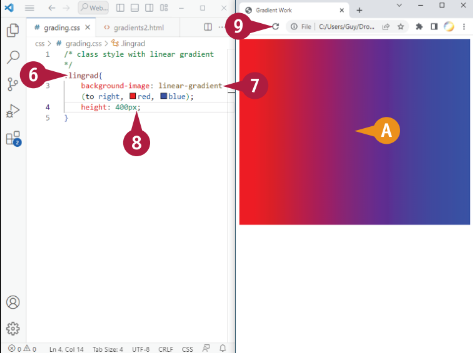 Web...
grading.css
gradients2.html
css > # grading.css > .lingrad
1 /* class style with linear gradient
*/
6
.lingrad{
3 background-image: linear-gradient
7
(to right, red, blue);
4 height: 400px;
5 }
8
0 0
Ln 4, Col 14 Tab Size: 4 UTF-8 CRLF CSS
Gradient Work
9
File C:/Users/Guy/Dro...
A